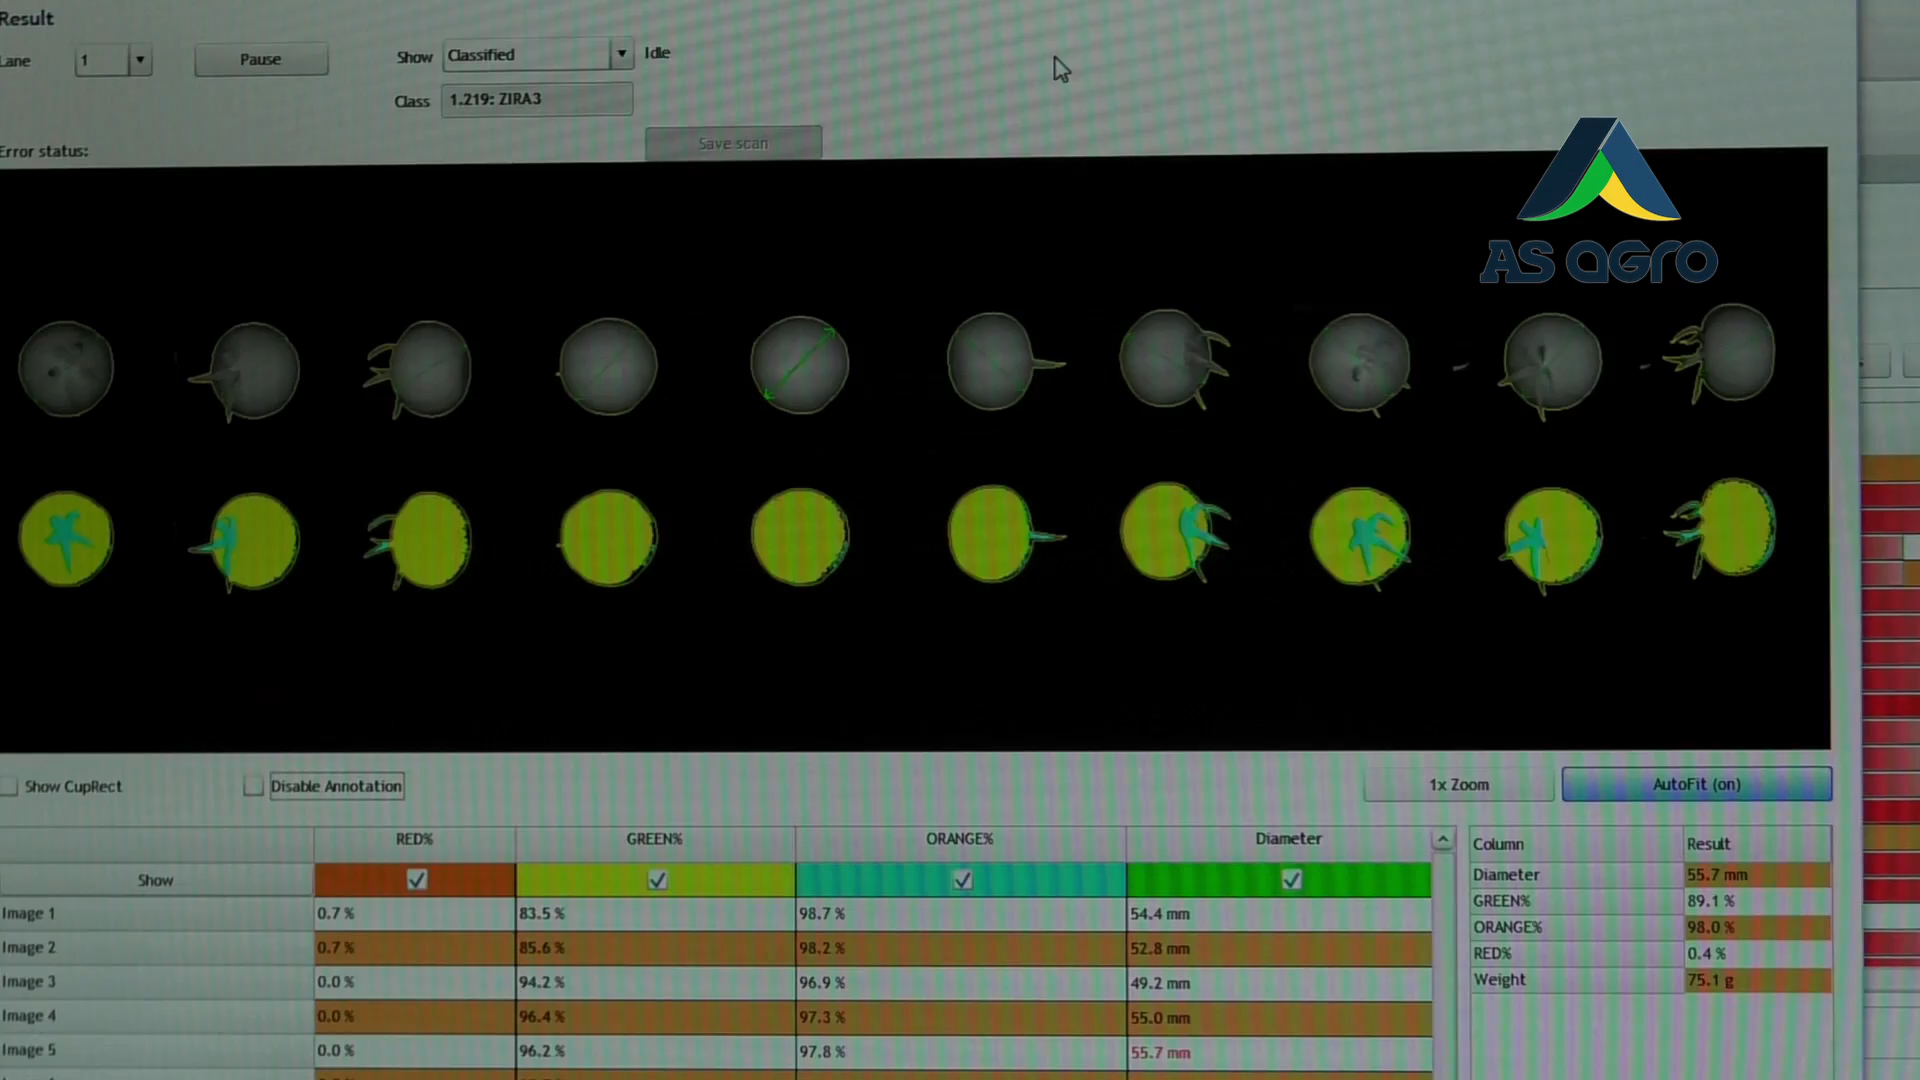 Result
Lane 1 Pause Show Classified Idle
Class 1.219: ZIRA3
Save scan
Error status:
AS AGRO
Show CupRect Disable Annotation 1x Zoom AutoFit (on)
RED% GREEN% ORANGE% Diameter
Show
Image 1 0.7 % 83.5 % 98.7 % 54.4 mm
Image 2 0.7 % 85.6 % 98.2 % 52.8 mm
Image 3 0.0 % 94.2 % 96.9 % 49.2 mm
Image 4 0.0 % 96.4 % 97.3 % 55.0 mm
Image 5 0.0 % 96.2 % 97.8 % 55.7 mm
Column Result
Diameter 55.7 mm
GREEN% 89.1 %
ORANGE% 98.0 %
RED% 0.4 %
Weight 75.1 g